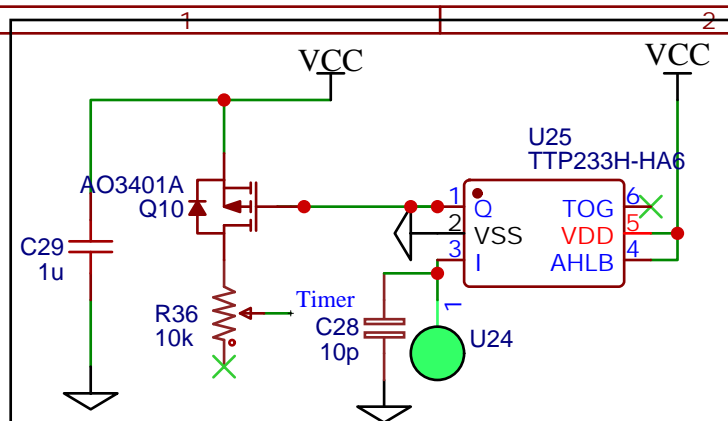 1
2
VCC
VCC
U25
TTP233H-HA6
AO3401A
Q10
1
Q
TOG
6
2
VSS
VDD
5
3
I
AHLB
4
C29
1u
Timer
R36
10k
C28
10p
1
U24